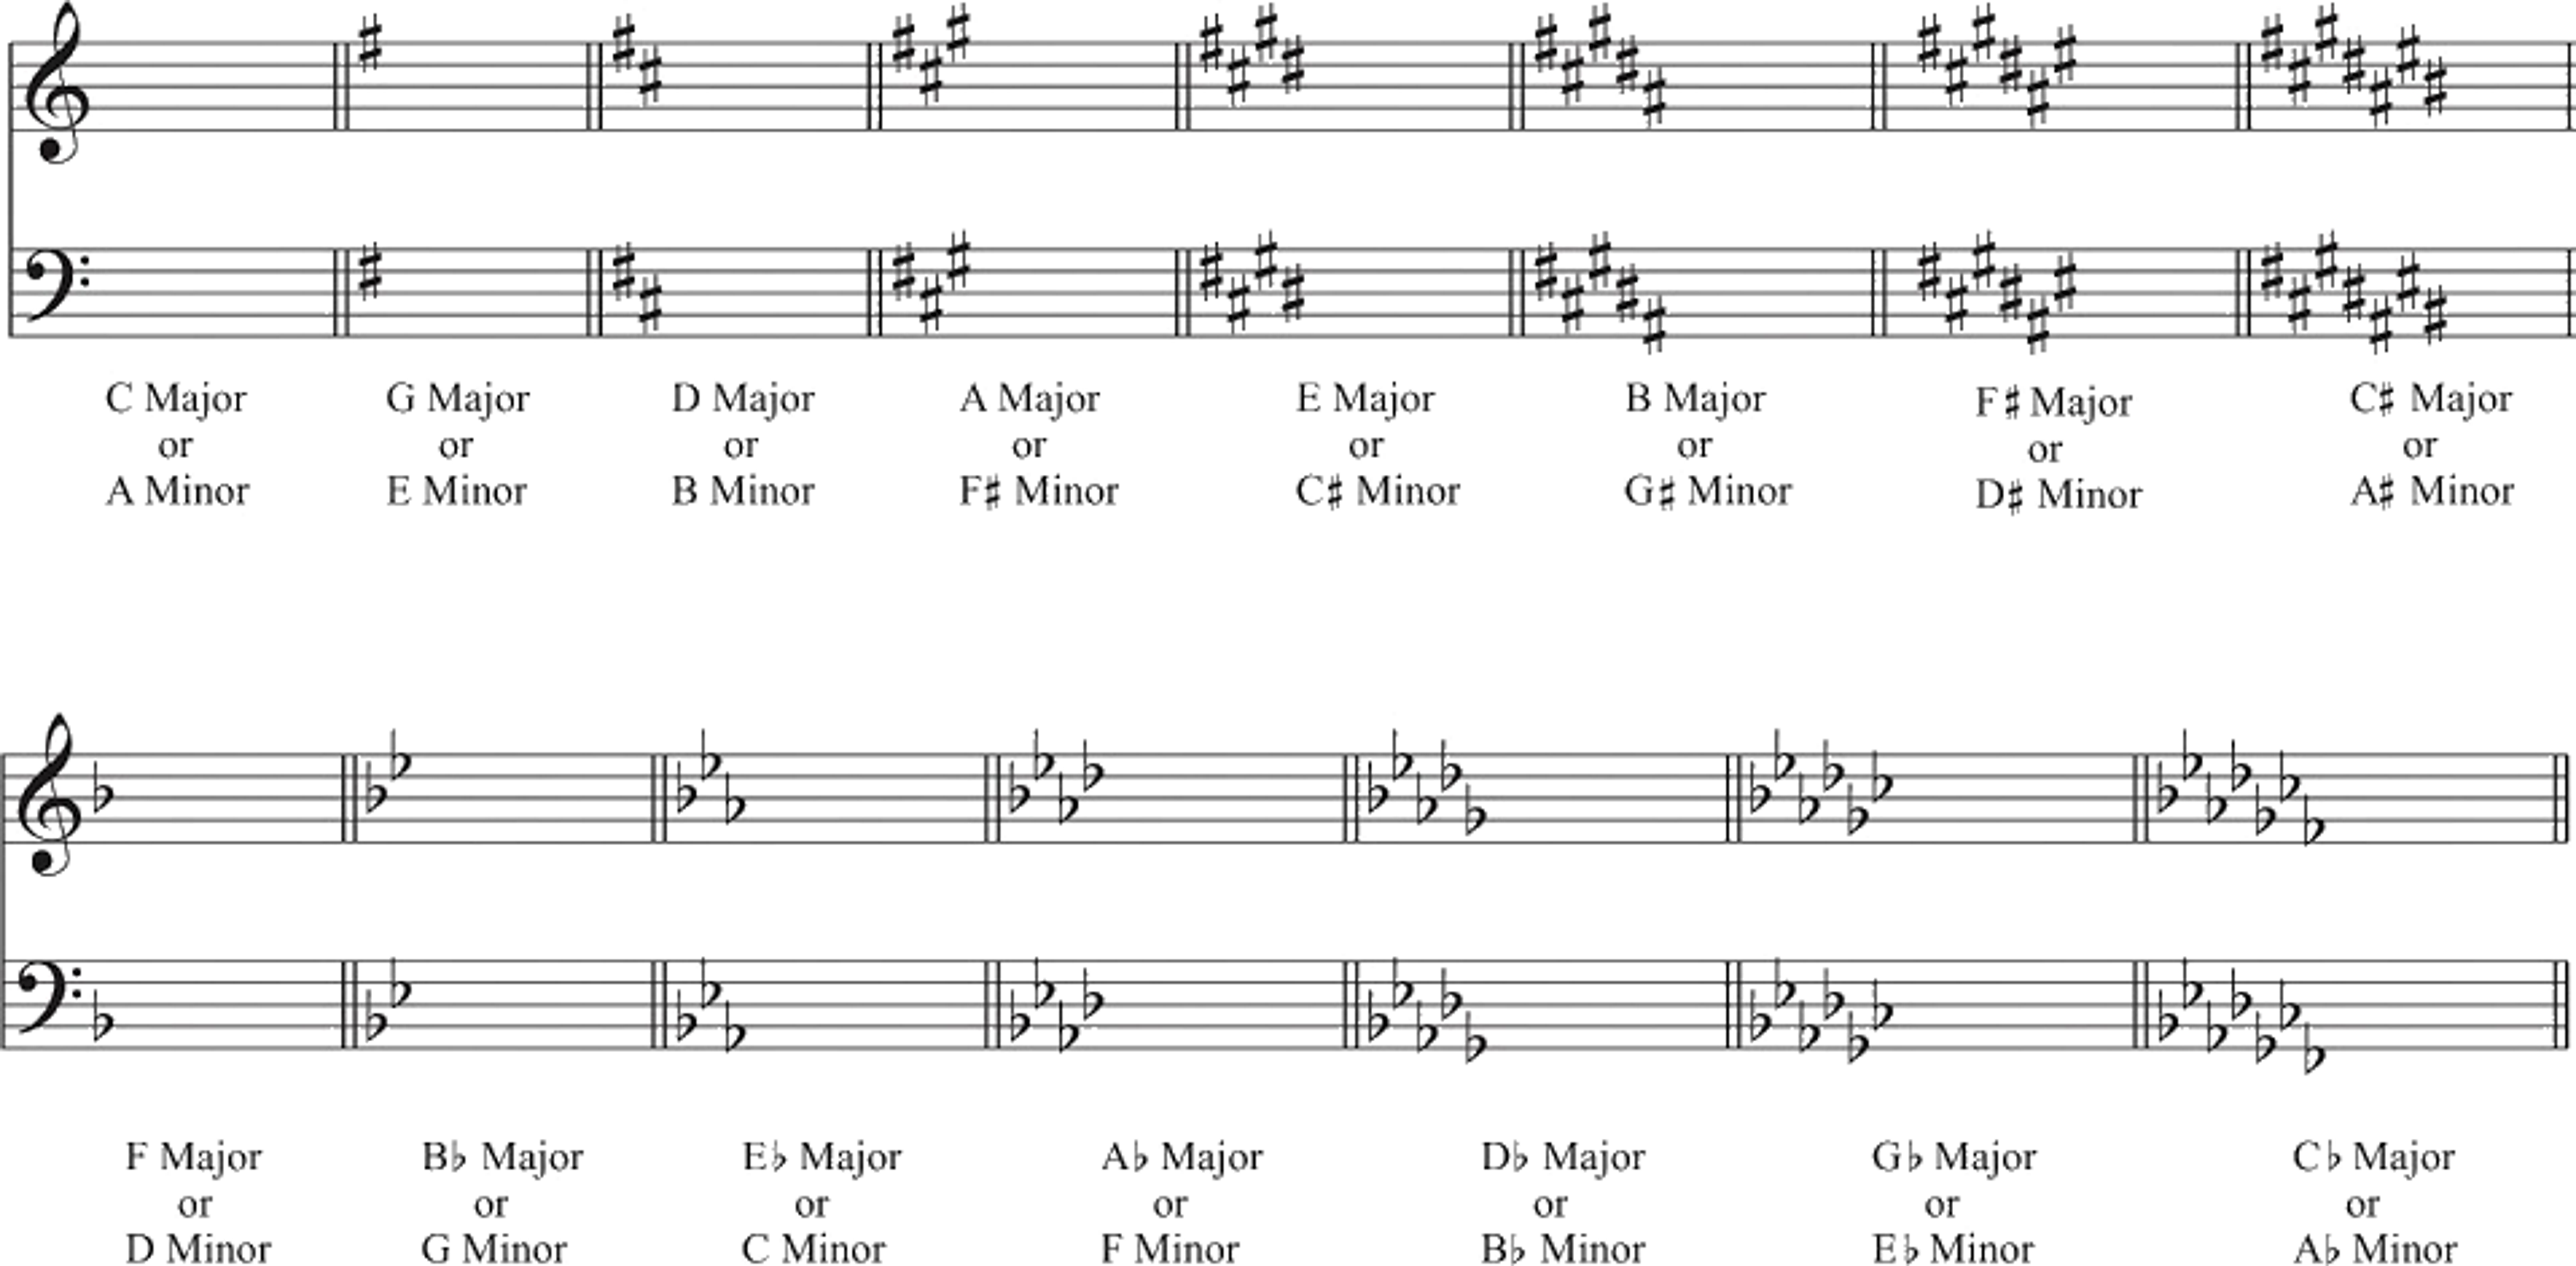 C Major G Major D Major A Major E Major B Major F♯ Major C♯ Major
or or or or or or or or
A Minor E Minor B Minor F♯ Minor C♯ Minor G♯ Minor D♯ Minor A♯ Minor
F Major B♭ Major E♭ Major A♭ Major D♭ Major G♭ Major C♭ Major
or or or or or or or
D Minor G Minor C Minor F Minor B♭ Minor E♭ Minor A♭ Minor